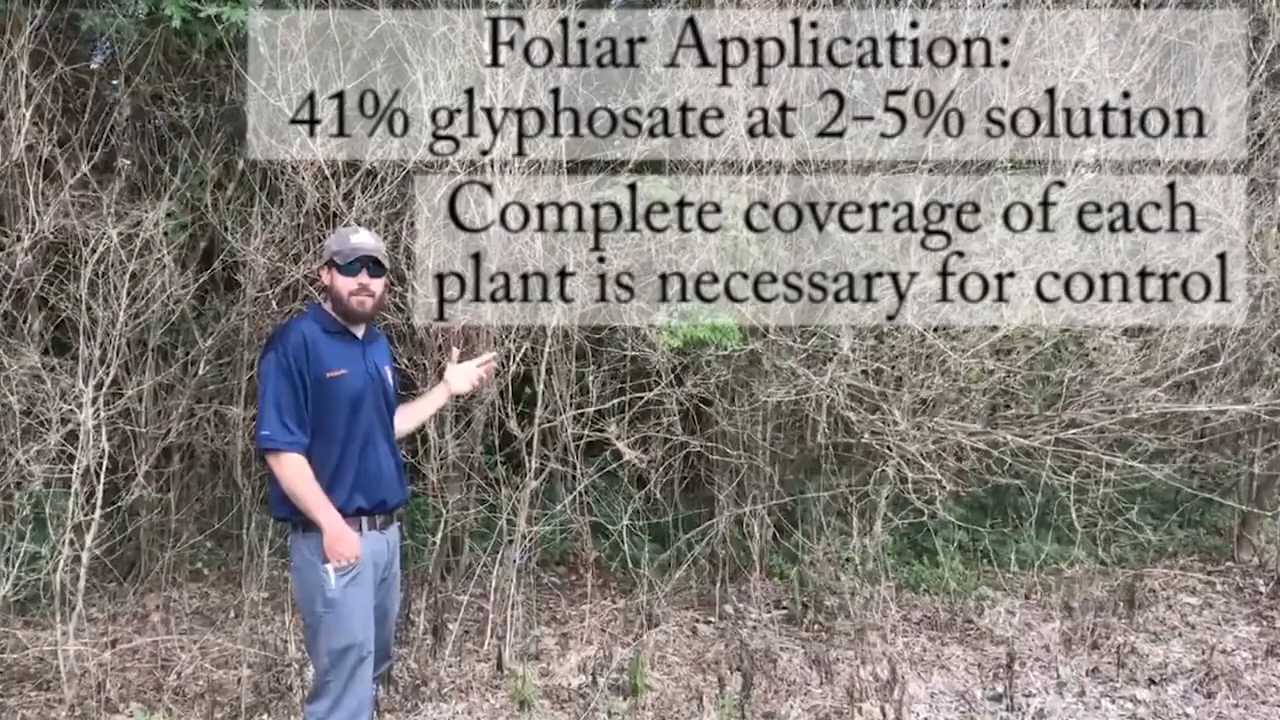 Foliar Application:
41% glyphosate at 2-5% solution
Complete coverage of each
plant is necessary for control